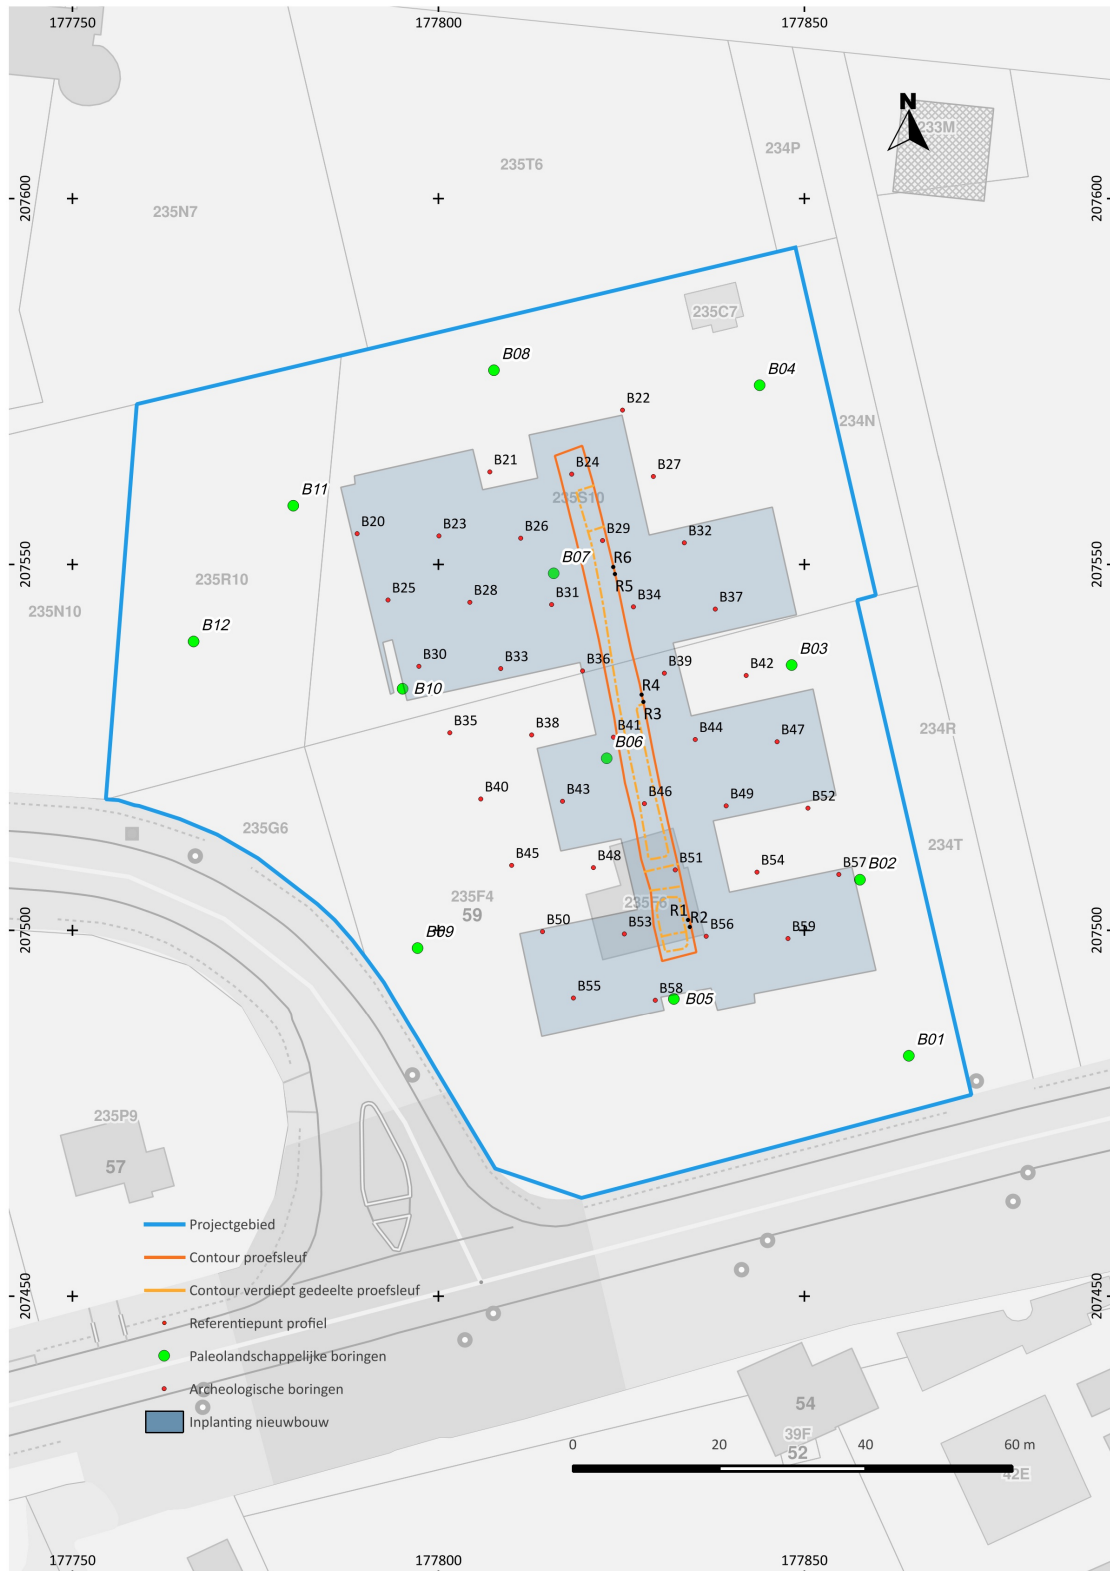 177750 177800 177850
N
233M
234P
235T6
207600 207600
235N7
235C7
B08
B04
B22
234N
B21
B24
B27
235S10
B11
B20
B23
B26
B29
B32
207550 207550
R6
B07
R5
235R10
B25
B28
B31
B34
B37
235N10
B12
B30
B33
B36
B39
B42
B03
B10
R4
R3
B35
B38
B41
B44
B47
234R
B06
B40
B43
B46
B49
B52
235G6
234T
B45
B48
B51
B54
B57
B02
235F4
59
235F6
207500 207500
B50
B53
R1
R2
B56
B59
B09
B55
B58
B05
B01
235P9
57
Projectgebied
Contour proefsleuf
Contour verdiept gedeelte proefsleuf
207450 207450
Referentiepunt profiel
Paleolandschappelijke boringen
Archeologische boringen
Inplanting nieuwbouw
54
39F
52
0 20 40 60 m
42E
177750 177800 177850